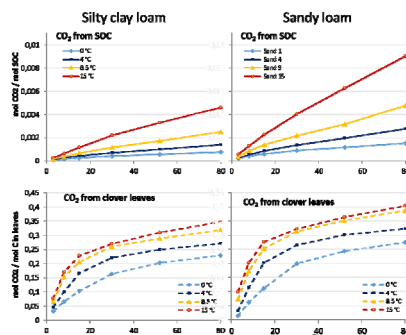 Silty clay loam
Sandy loam
CO₂ from SOC
CO₂ from SOC
mol CO2 / mol SOC
0,01
0,008
0,006
0,004
0,002
0
0 °C
4 °C
8.5 °C
15 °C
Sand 1
Sand 4
Sand 9
Sand 15
0 20 40 60 80
0 20 40 60 80
CO₂ from clover leaves
CO₂ from clover leaves
mol CO2 / mol C in leaves
0,5
0,45
0,4
0,35
0,3
0,25
0,2
0,15
0,1
0,05
0
0 °C
4 °C
8.5 °C
15 °C
0 °C
4 °C
8.5 °C
15 °C
0 20 40 60 80
0 20 40 60 80